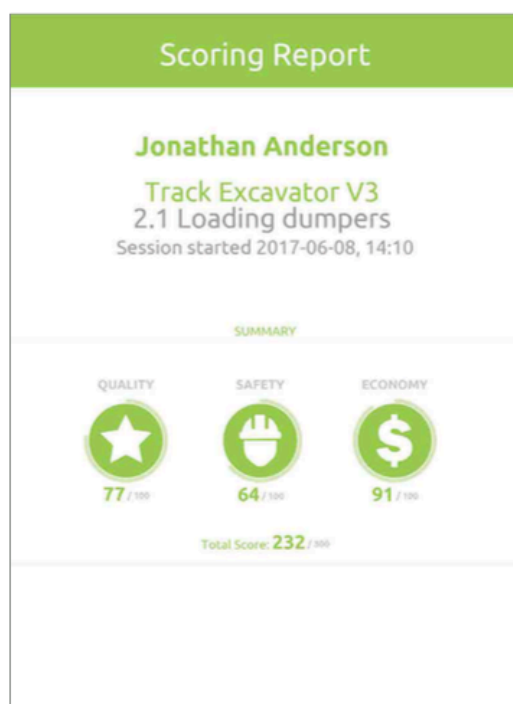 Scoring Report
Jonathan Anderson
Track Excavator V3
2.1 Loading dumpers
Session started 2017-06-08, 14:10
SUMMARY
QUALITY SAFETY ECONOMY
77 / 100 64 / 100 91 / 100
Total Score: 232 / 300